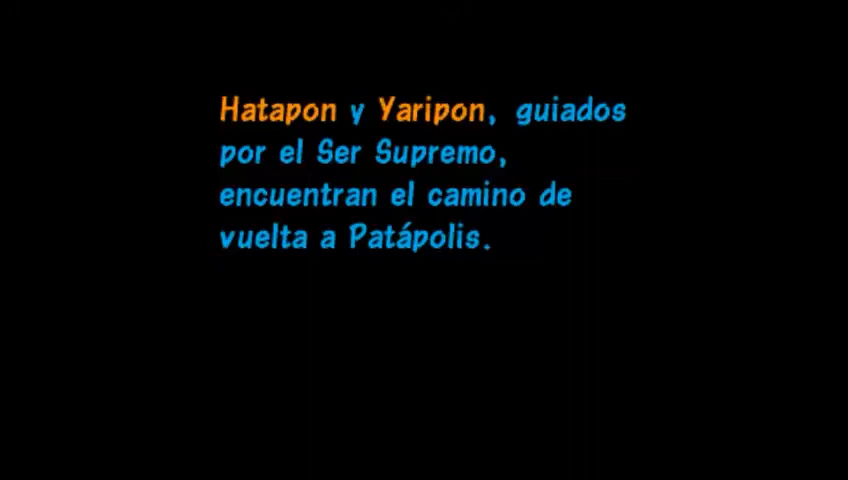 Hatapon y Yaripon, guiados
por el Ser Supremo,
encuentran el camino de
vuelta a Patápolis.